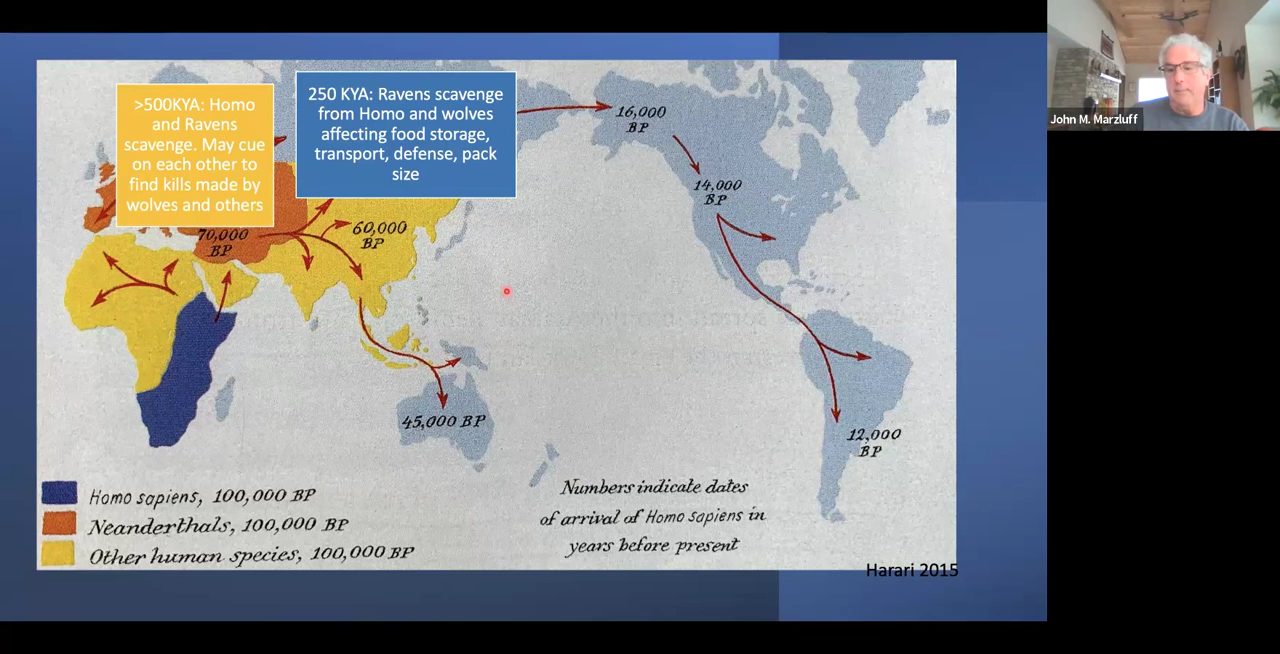 >500KYA: Homo
and Ravens
scavenge. May cue
on each other to
find kills made by
wolves and others
250 KYA: Ravens scavenge
from Homo and wolves
affecting food storage,
transport, defense, pack
size
16,000
BP
14,000
BP
70,000
BP
60,000
BP
45,000 BP
12,000
BP
Homo sapiens, 100,000 BP
Neanderthals, 100,000 BP
Other human species, 100,000 BP
Numbers indicate dates
of arrival of Homo sapiens in
years before present
Harari 2015
John M. Marzluff